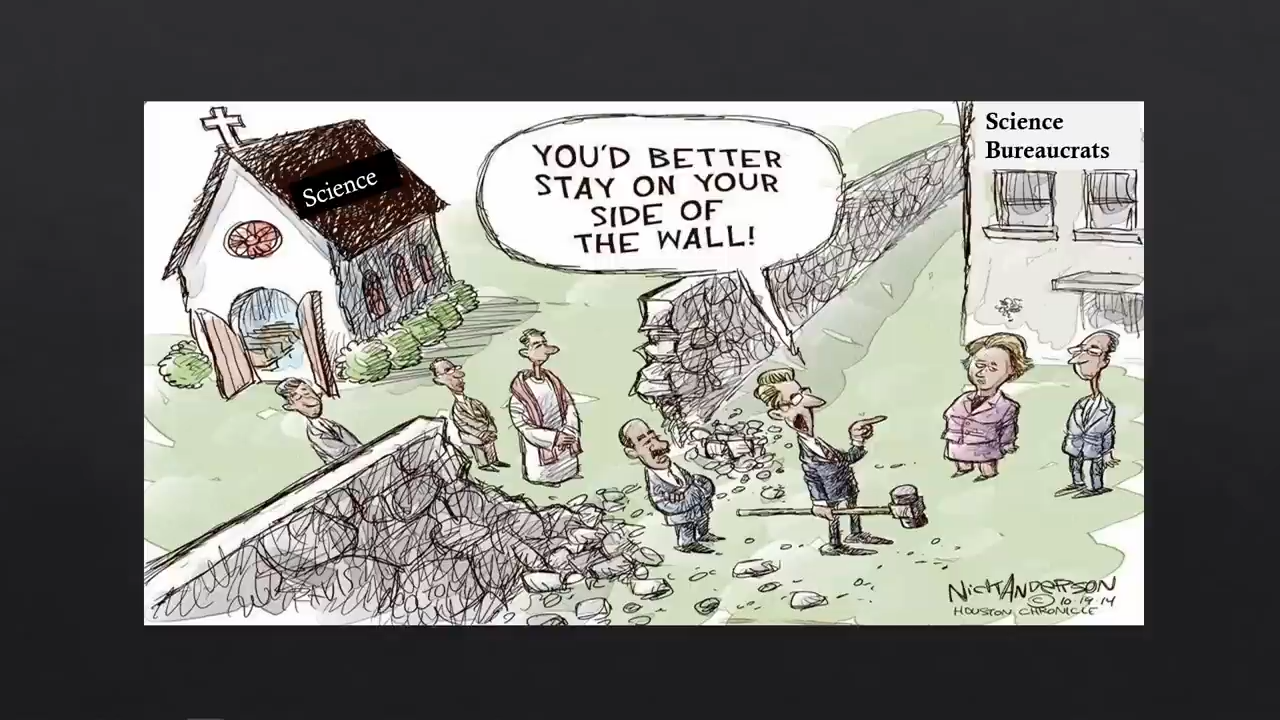 Science
YOU'D BETTER
STAY ON YOUR
SIDE OF
THE WALL!
Science
Bureaucrats
NICK ANDERSON
© 10/19/14
HOUSTON CHRONICLE